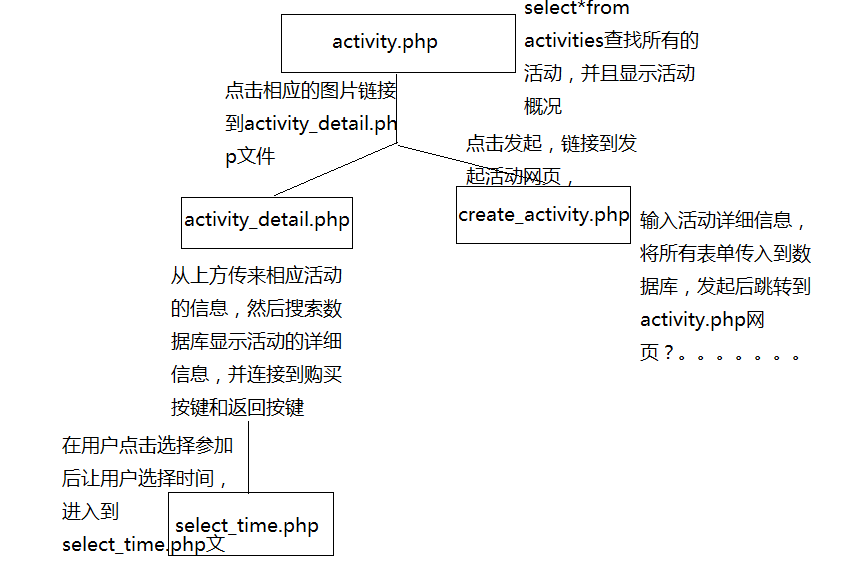 activity.php
select*from
activities查找所有的
活动，并且显示活动
概况
点击相应的图片链接
到activity_detail.ph
p文件
点击发起，链接到发
起活动网页，
activity_detail.php
create_activity.php
输入活动详细信息，
将所有表单传入到数
据库，发起后跳转到
activity.php网
页？。。。。。。。
从上方传来相应活动
的信息，然后搜索数
据库显示活动的详细
信息，并连接到购买
按键和返回按键
在用户点击选择参加
后让用户选择时间，
进入到
select_time.php文
select_time.php